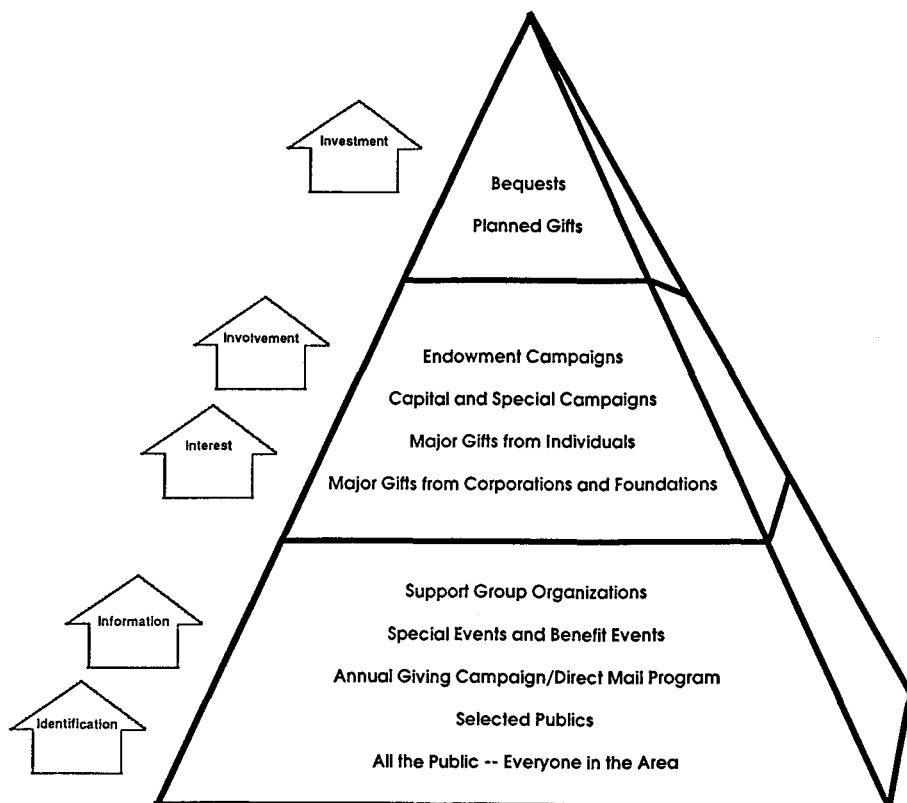 Investment
Bequests
Planned Gifts
Involvement
Endowment Campaigns
Capital and Special Campaigns
Interest
Major Gifts from Individuals
Major Gifts from Corporations and Foundations
Information
Support Group Organizations
Special Events and Benefit Events
Annual Giving Campaign/Direct Mail Program
Identification
Selected Publics
All the Public -- Everyone in the Area